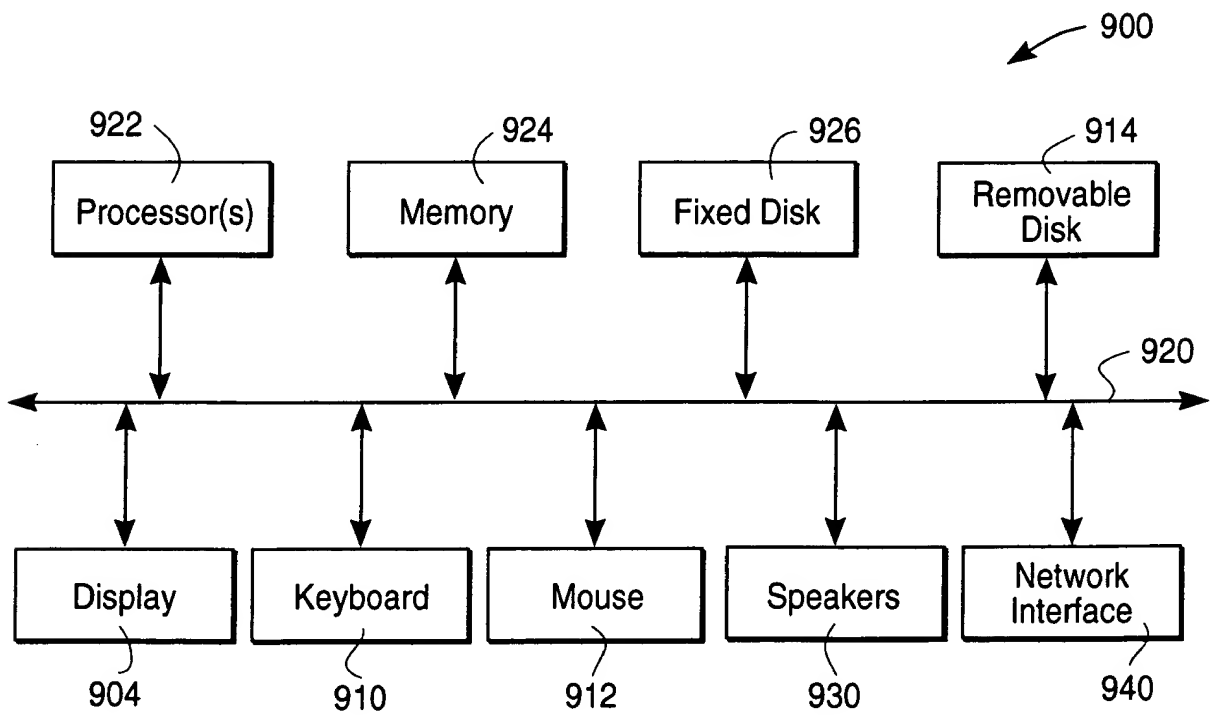 900
922
924
926
914
Processor(s)
Memory
Fixed Disk
Removable
Disk
920
Display
Keyboard
Mouse
Speakers
Network
Interface
904
910
912
930
940